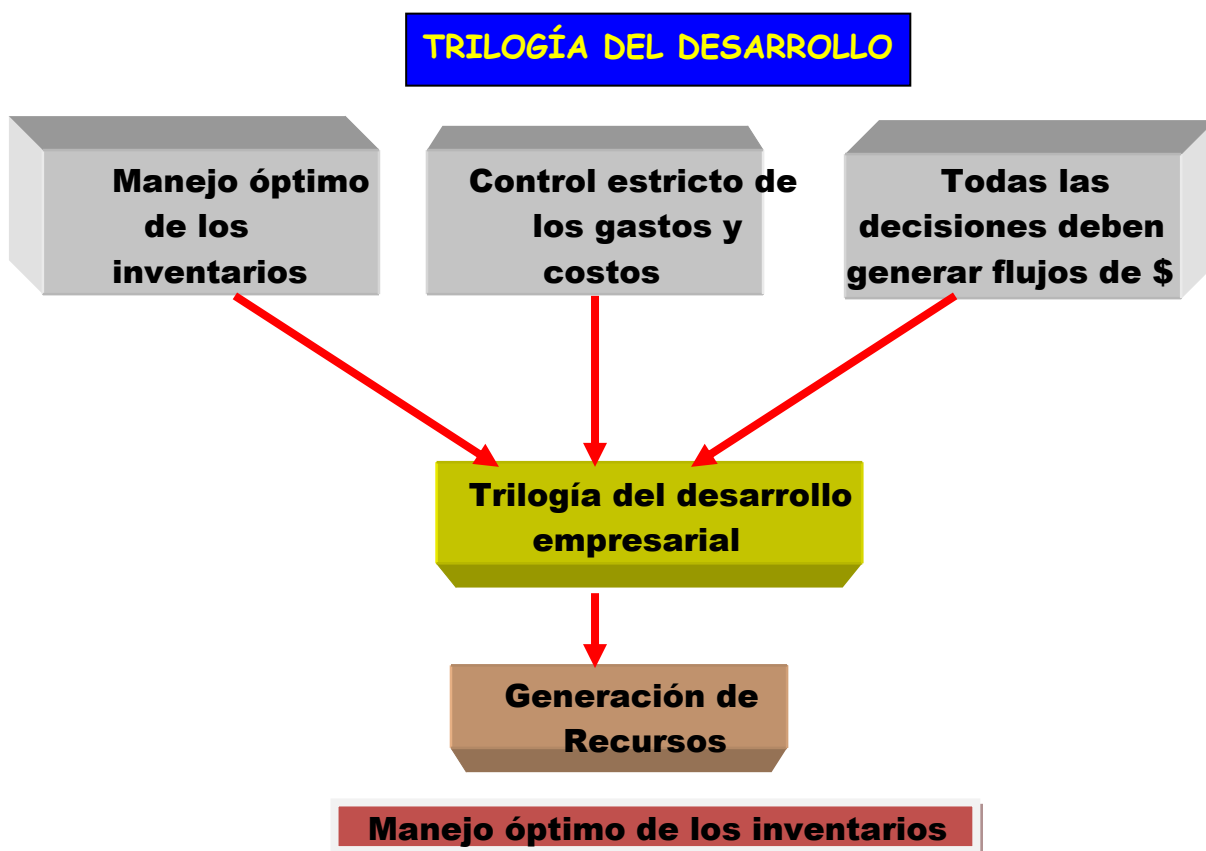 TRILOGÍA DEL DESARROLLO
Manejo óptimo
de los
inventarios
Control estricto de
los gastos y
costos
Todas las
decisiones deben
generar flujos de $
Trilogía del desarrollo
empresarial
Generación de
Recursos
Manejo óptimo de los inventarios